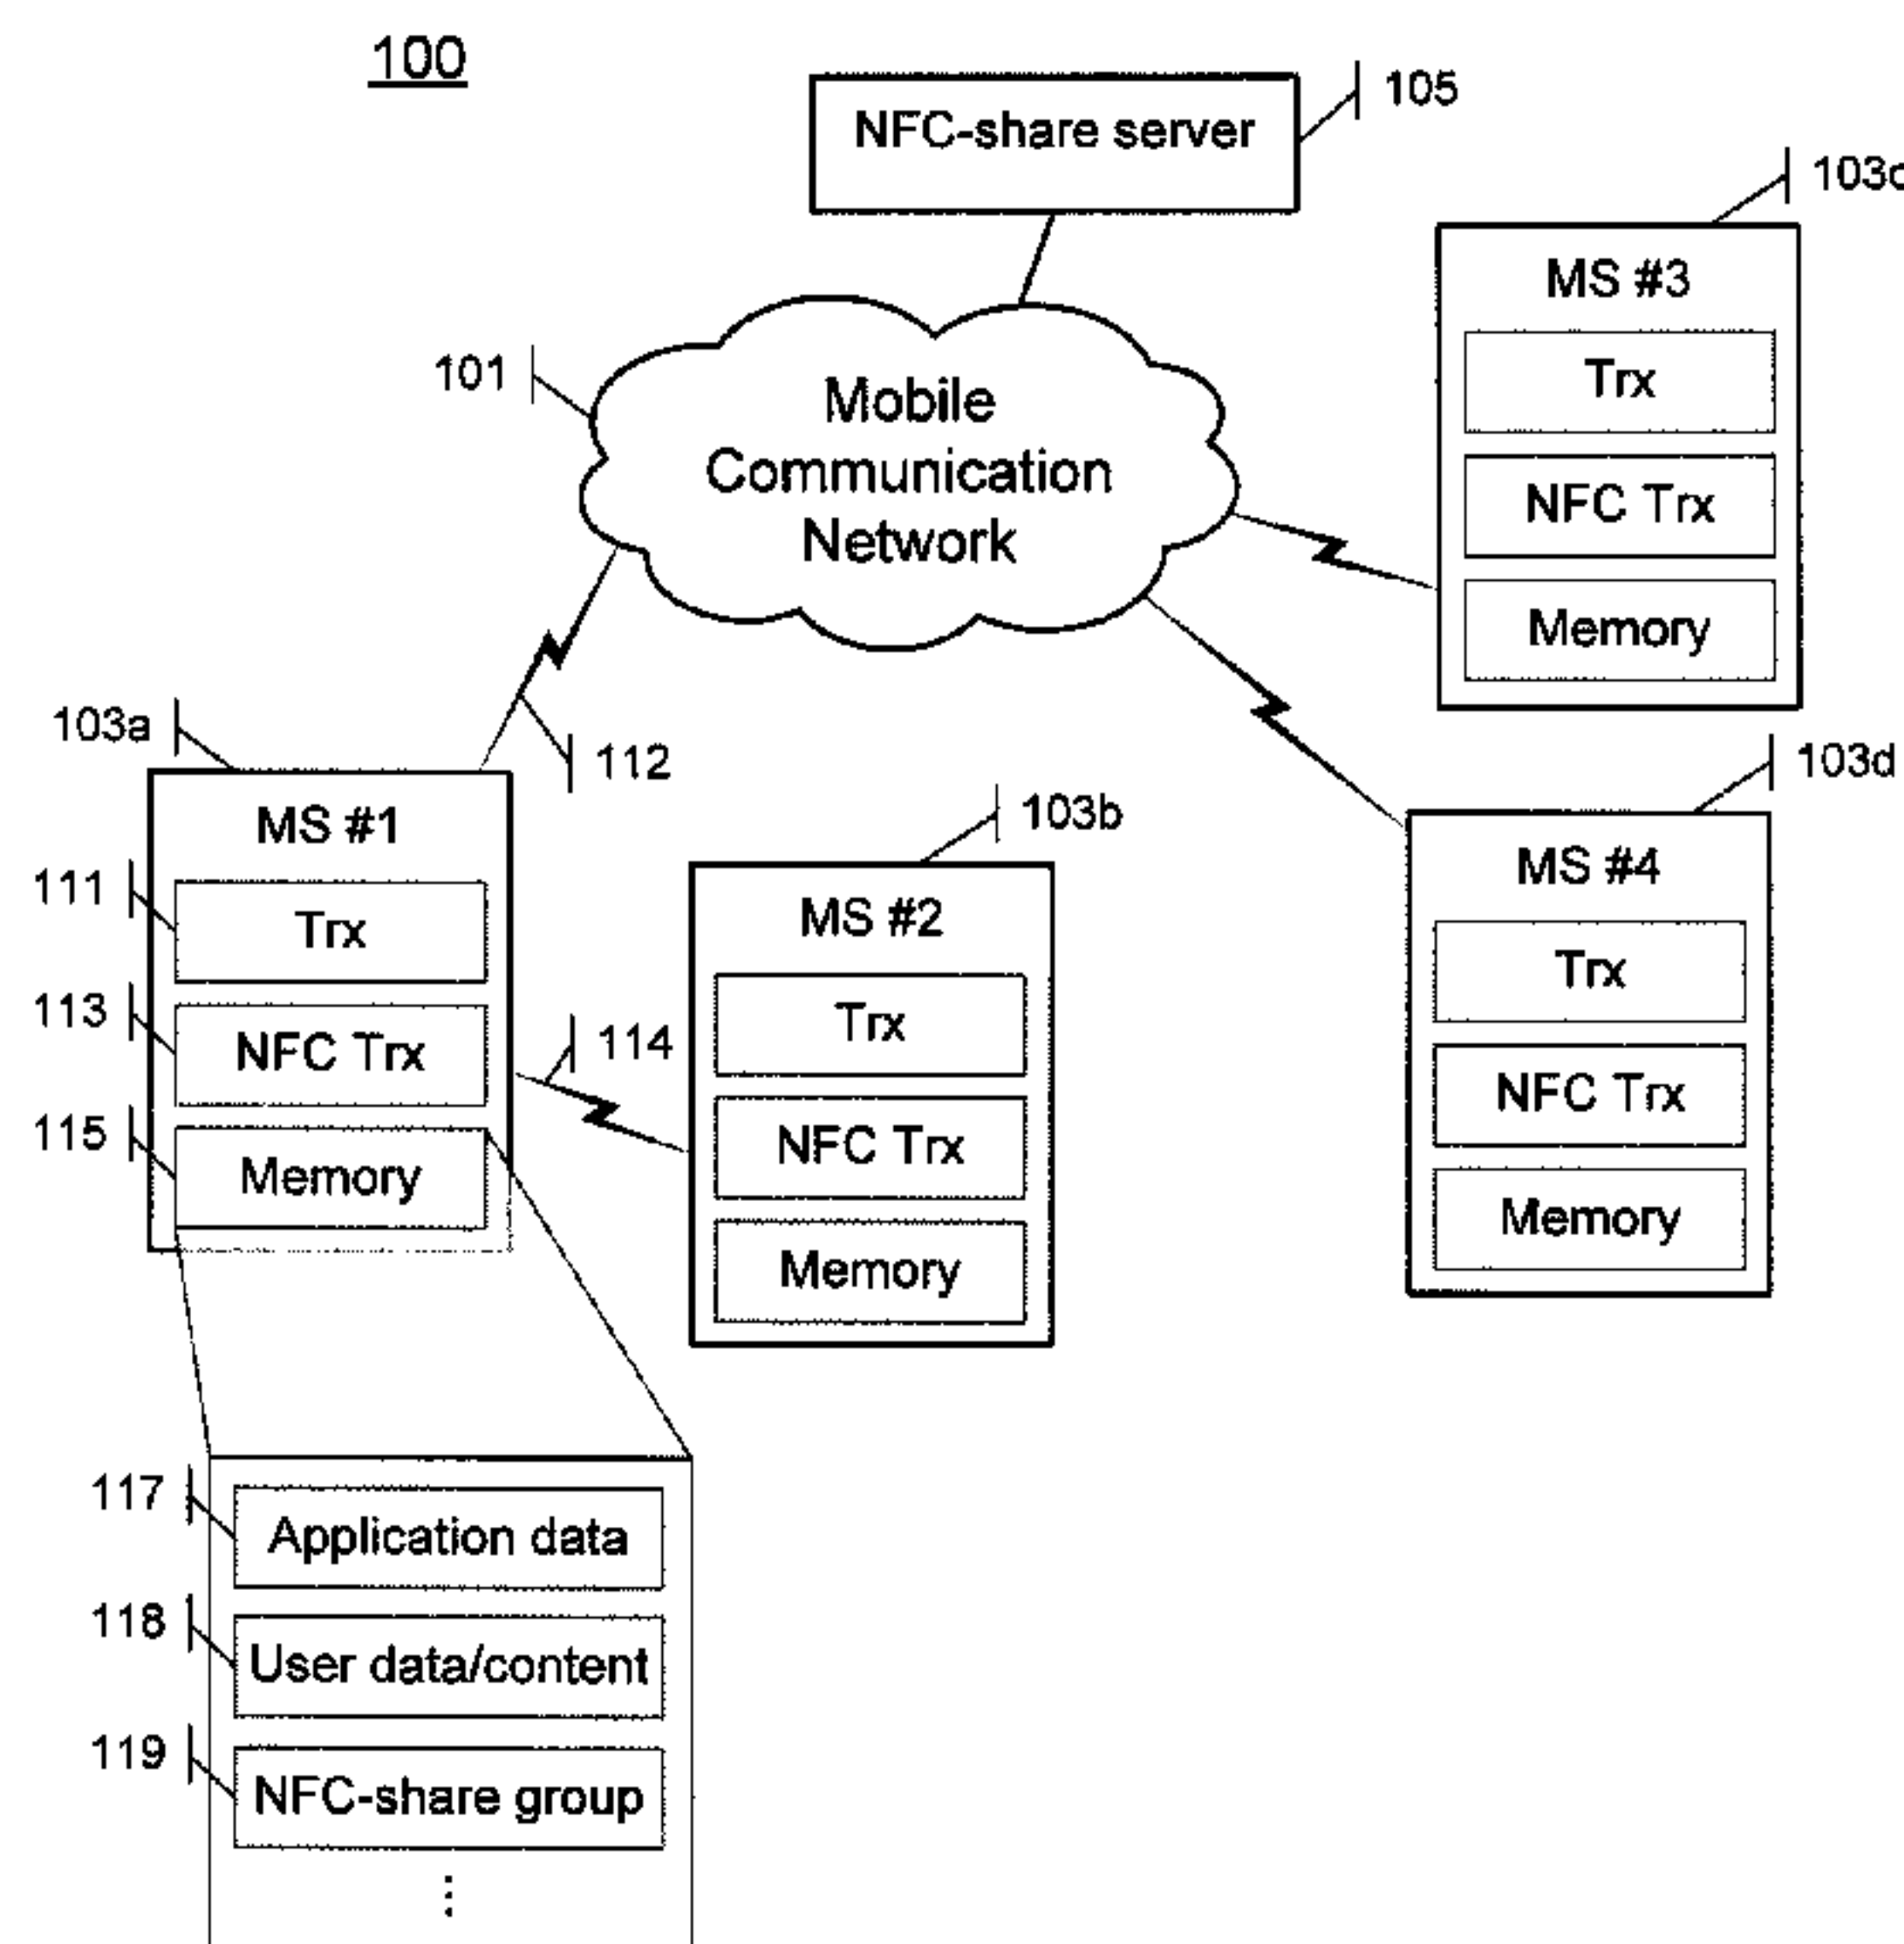 100
NFC-share server
105
103c
MS #3
Trx
NFC Trx
Memory
101
Mobile
Communication
Network
103a
112
MS #1
111
Trx
113
NFC Trx
115
Memory
114
103b
MS #2
Trx
NFC Trx
Memory
103d
MS #4
Trx
NFC Trx
Memory
117
Application data
118
User data/content
119
NFC-share group
⋮